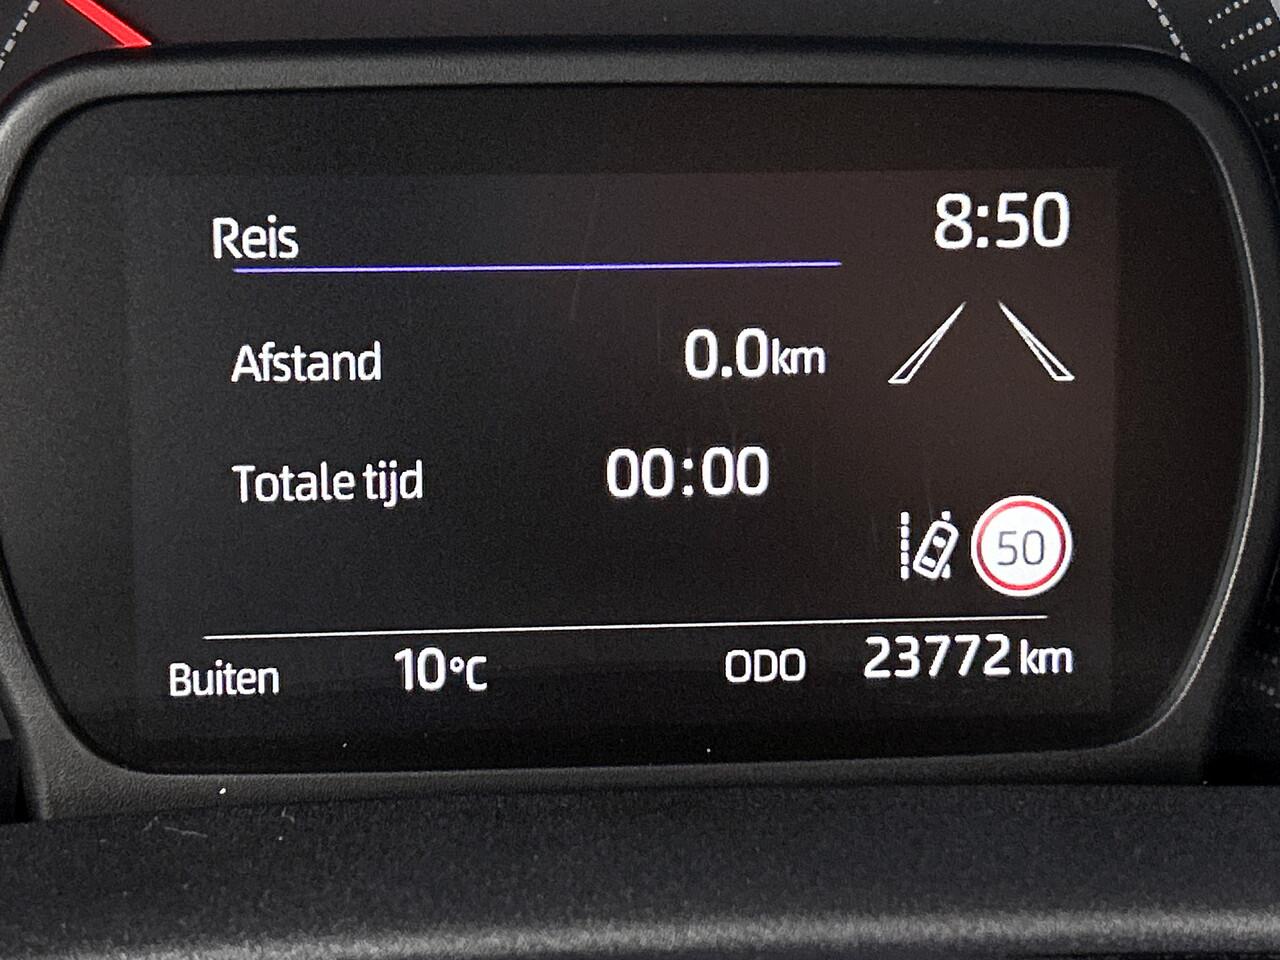 Reis 8:50
Afstand 0.0km
Totale tijd 00:00
50
Buiten 10°C ODO 23772 km